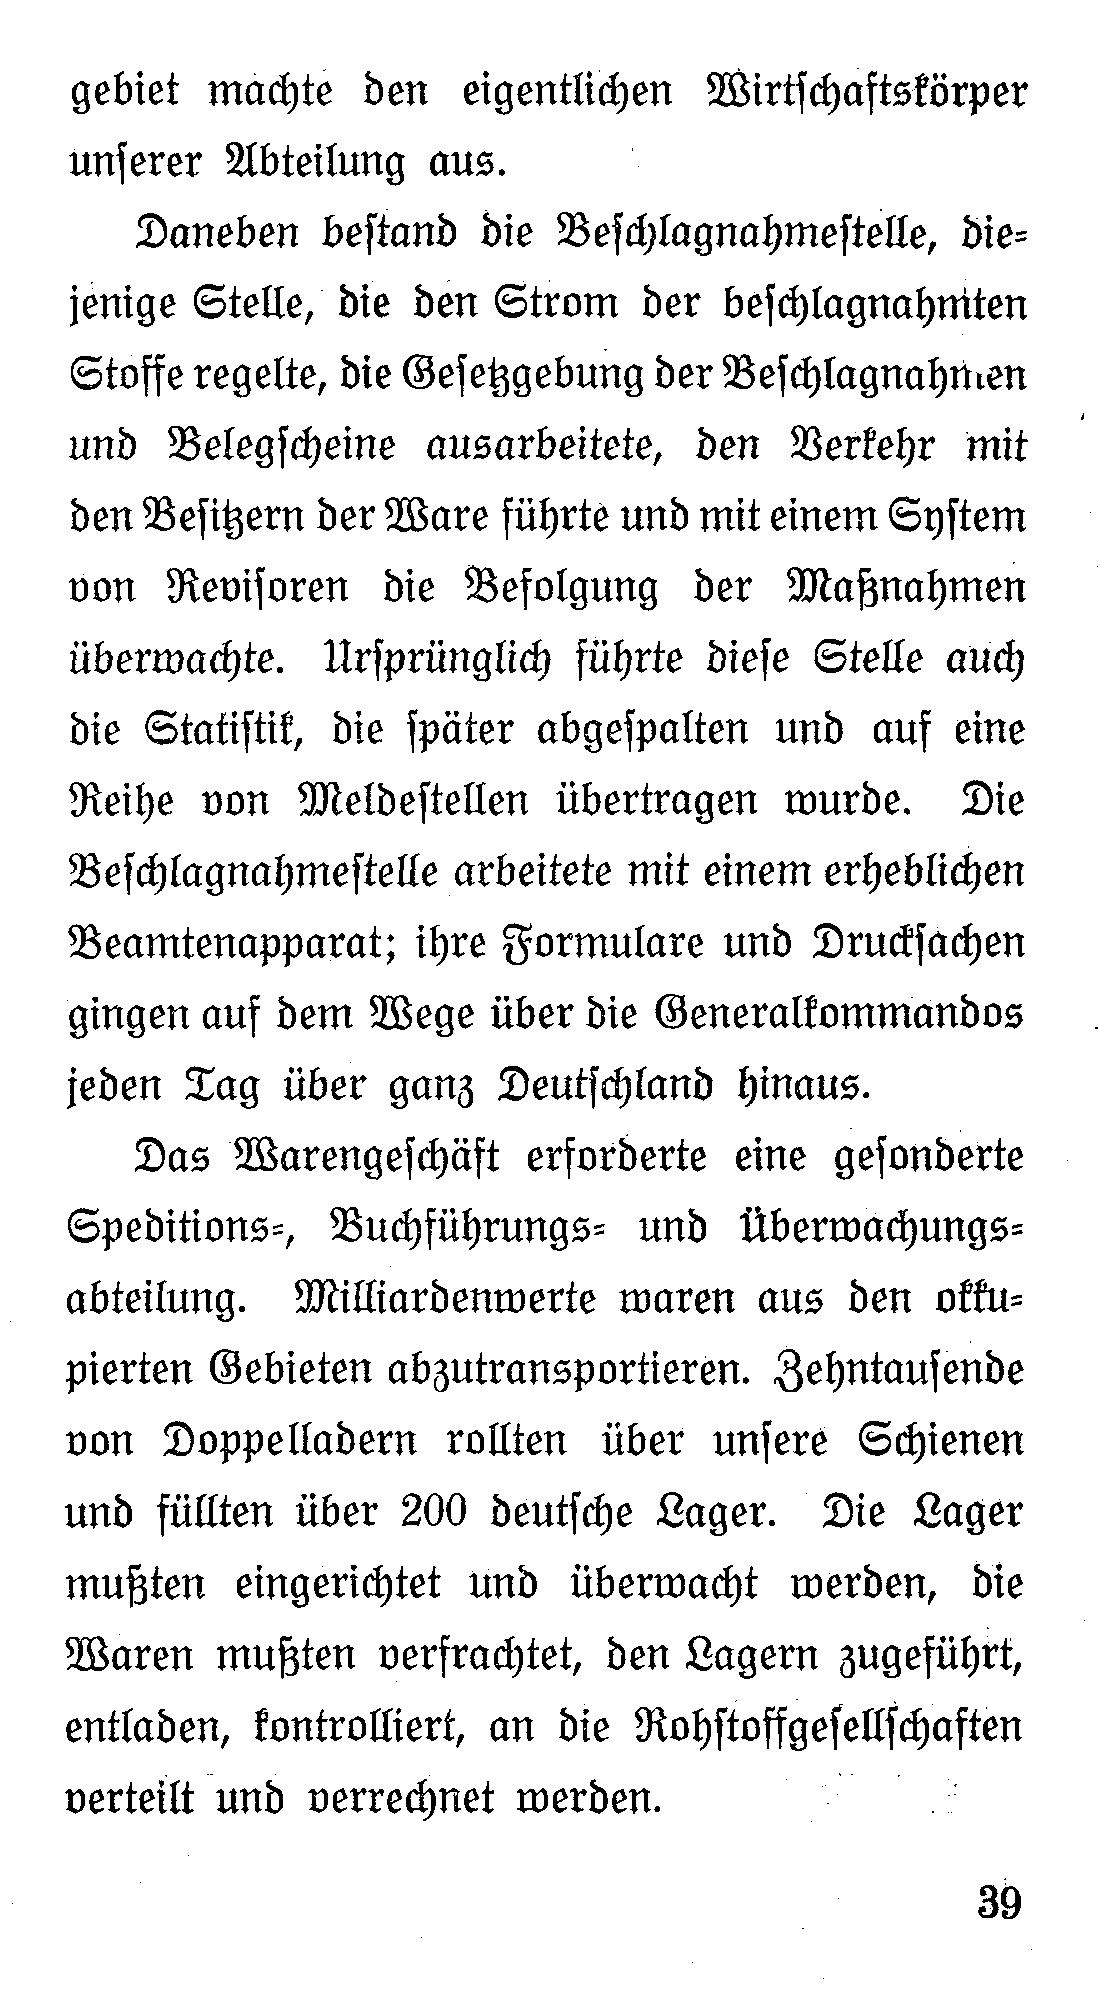 gebiet machte den eigentlichen Wirtſchaftskörper
unſerer Abteilung aus.
Daneben beſtand die Beſchlagnahmeſtelle, die-
jenige Stelle, die den Strom der beſchlagnahmten
Stoffe regelte, die Geſetzgebung der Beſchlagnahmen
und Belegſcheine ausarbeitete, den Verkehr mit
den Beſitzern der Ware führte und mit einem Syſtem
von Reviſoren die Befolgung der Maßnahmen
überwachte. Urſprünglich führte dieſe Stelle auch
die Statiſtik, die ſpäter abgeſpalten und auf eine
Reihe von Meldeſtellen übertragen wurde. Die
Beſchlagnahmeſtelle arbeitete mit einem erheblichen
Beamtenapparat; ihre Formulare und Druckſachen
gingen auf dem Wege über die Generalkommandos
jeden Tag über ganz Deutſchland hinaus.
Das Warengeſchäft erforderte eine geſonderte
Speditions-, Buchführungs- und Überwachungs-
abteilung. Milliardenwerte waren aus den okku-
pierten Gebieten abzutransportieren. Zehntauſende
von Doppelladern rollten über unſere Schienen
und füllten über 200 deutſche Lager. Die Lager
mußten eingerichtet und überwacht werden, die
Waren mußten verfrachtet, den Lagern zugeführt,
entladen, kontrolliert, an die Rohſtoffgeſellſchaften
verteilt und verrechnet werden.
39